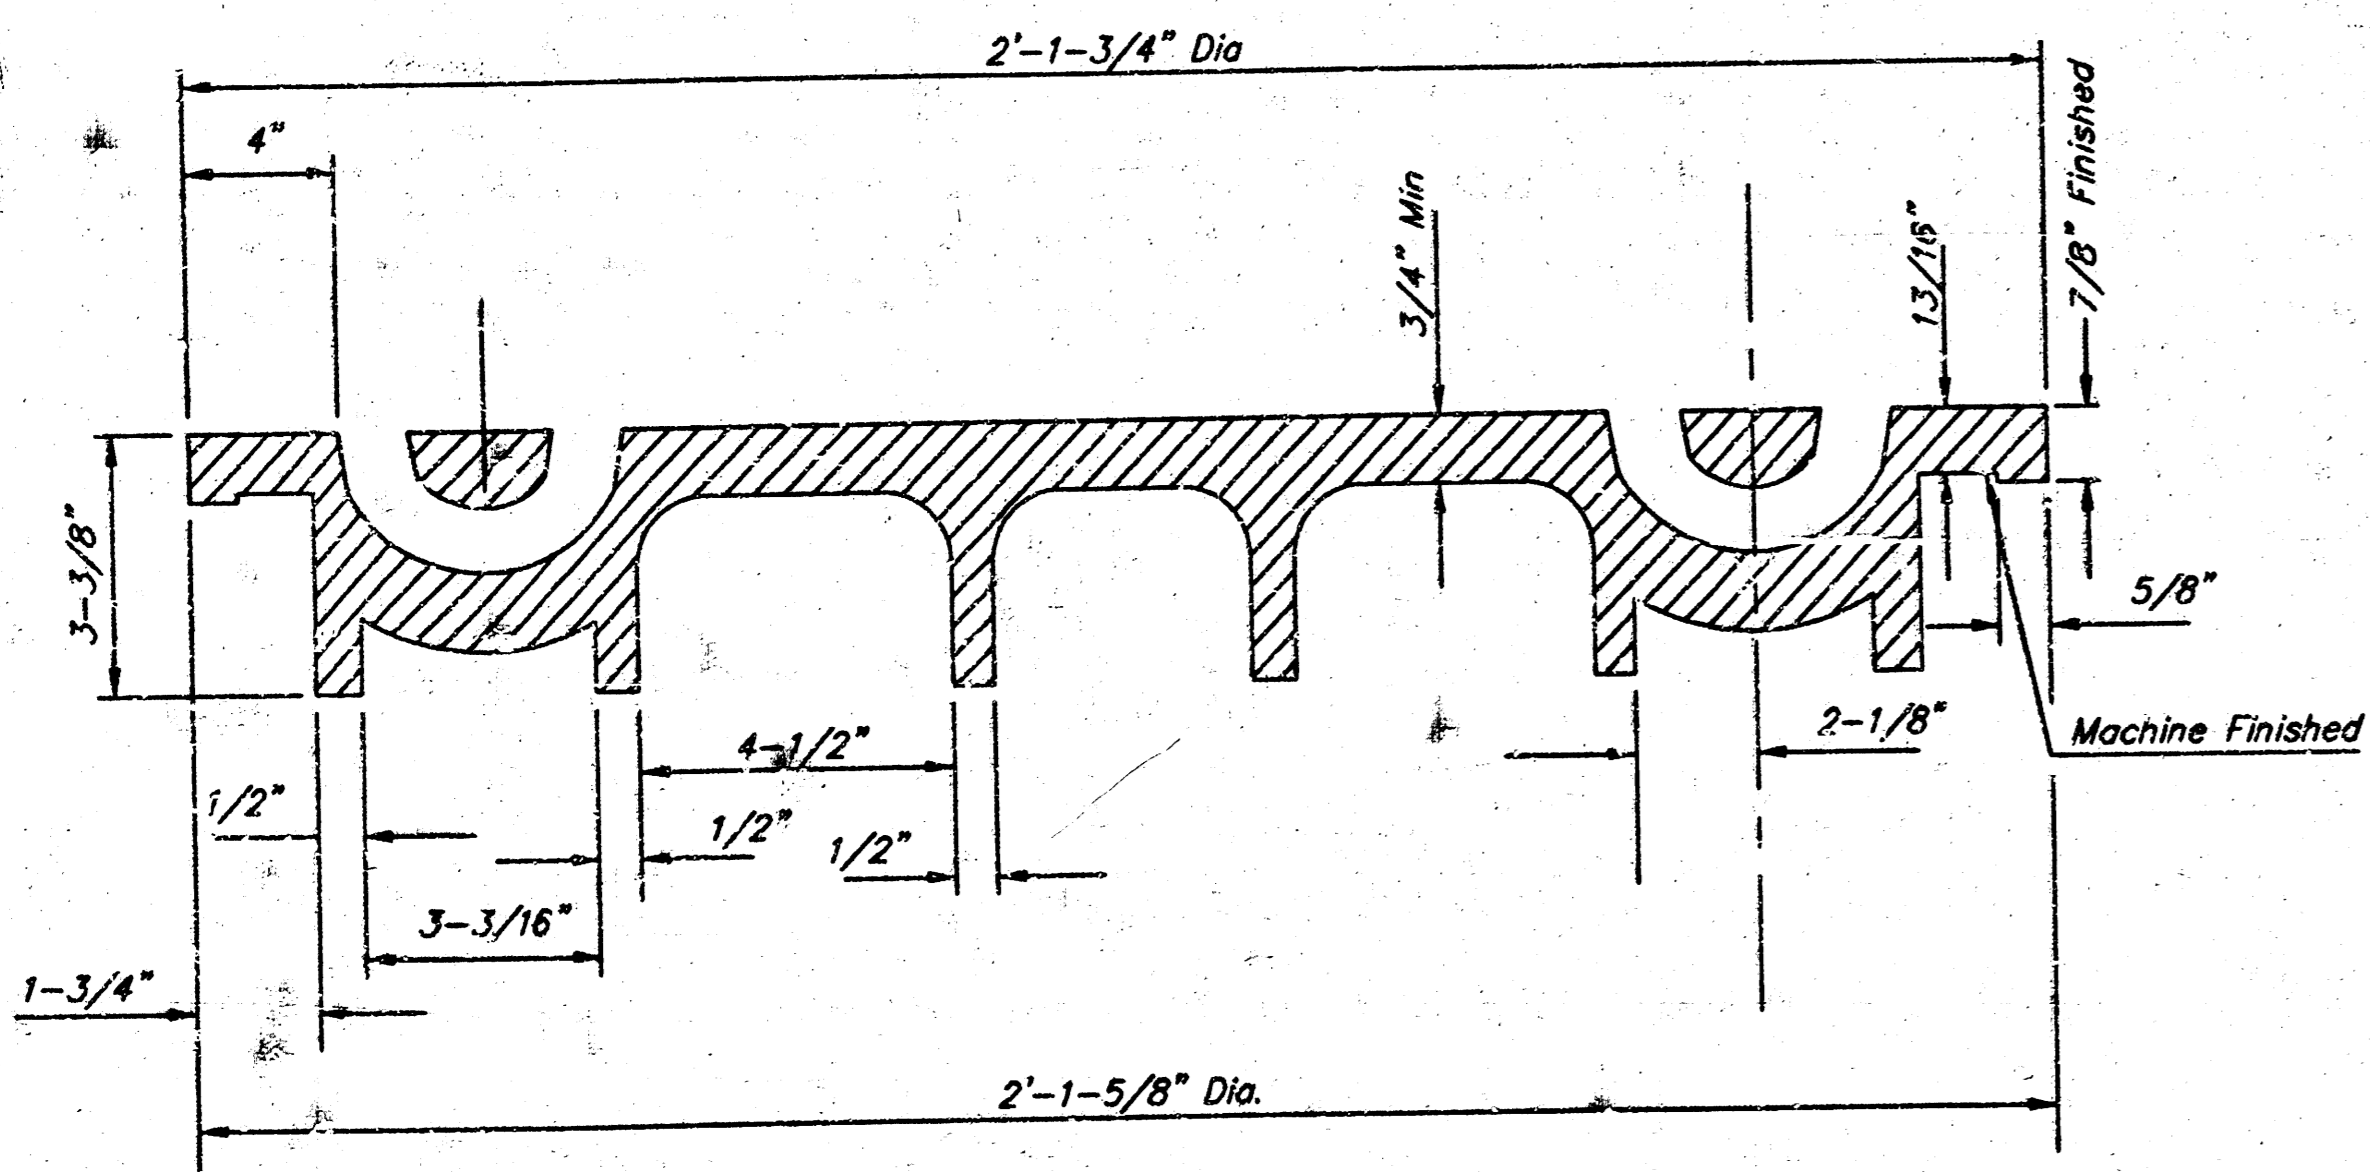 2'-1-3/4" Dia
4"
3/4" Min
13/16"
7/8" Finished
3-3/8"
5/8"
2-1/8"
Machine Finished
4-1/2"
1/2"
1/2"
1/2"
3-3/16"
1-3/4"
2'-1-5/8" Dia.